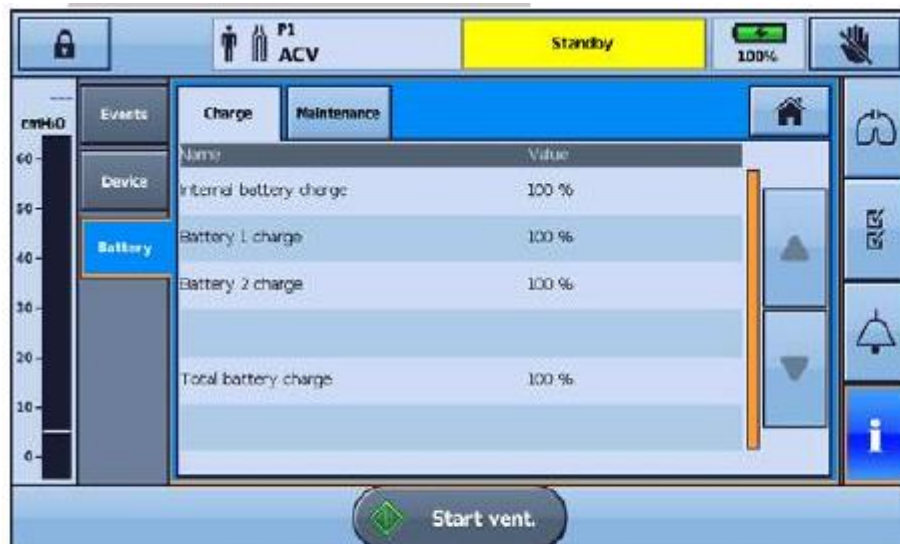 P1
ACV
Standby
100%
cmH₂O
60
50
40
30
20
10
0
Events
Device
Battery
Charge
Maintenance
Name Value
Internal battery charge 100 %
Battery 1 charge 100 %
Battery 2 charge 100 %
Total battery charge 100 %
i
Start vent.